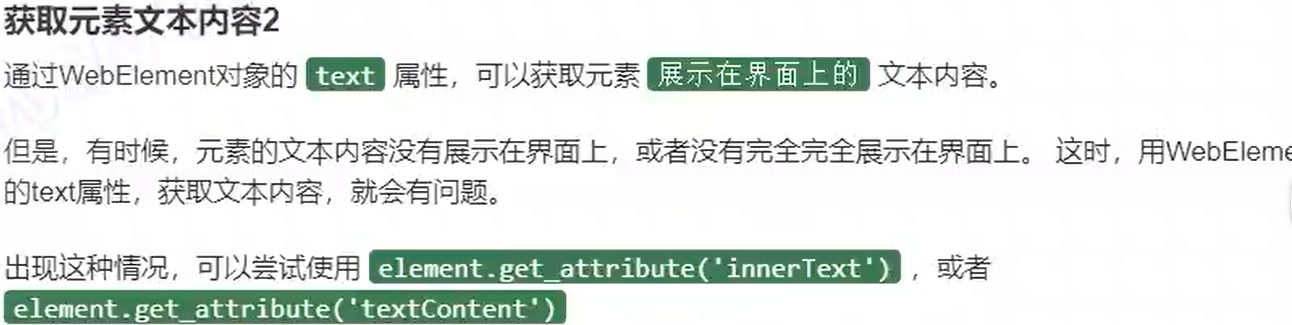 获取元素文本内容2
通过WebElement对象的 text 属性，可以获取元素 展示在界面上的 文本内容。
但是，有时候，元素的文本内容没有展示在界面上，或者没有完全完全展示在界面上。 这时，用WebEleme
的text属性，获取文本内容，就会有问题。
出现这种情况，可以尝试使用 element.get_attribute('innerText') ，或者
element.get_attribute('textContent')